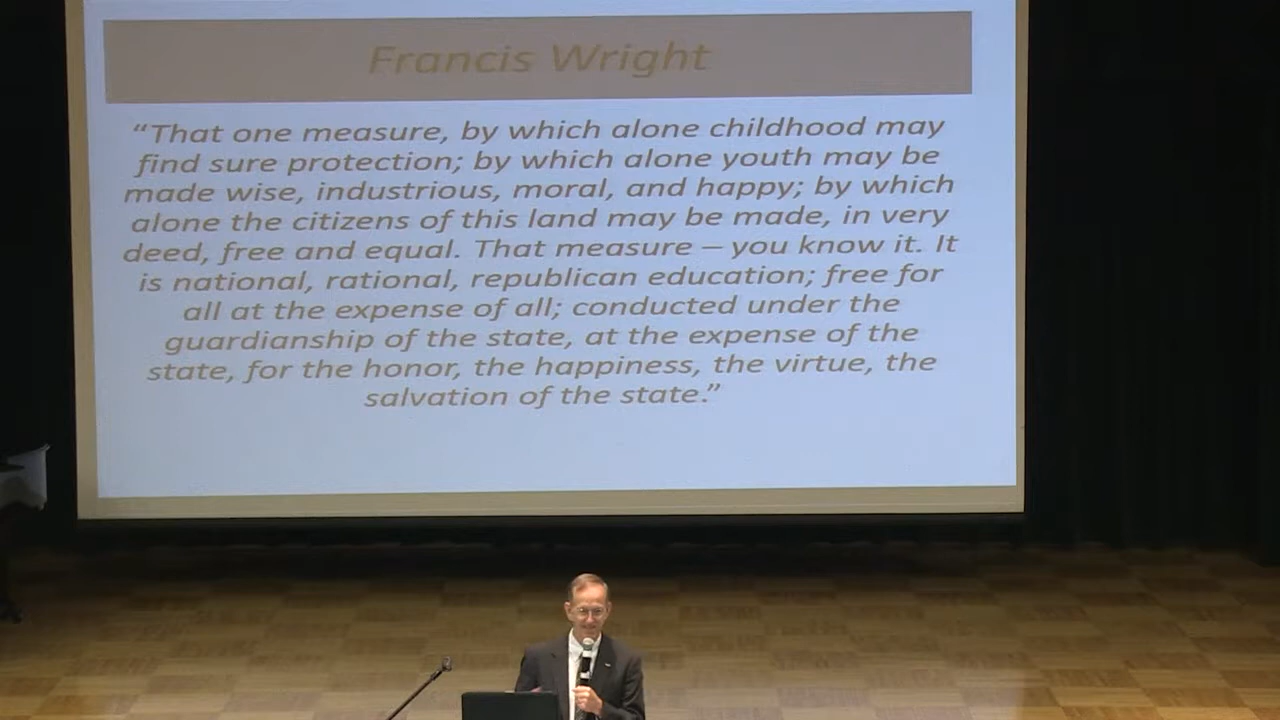 Francis Wright
“That one measure, by which alone childhood may
find sure protection; by which alone youth may be
made wise, industrious, moral, and happy; by which
alone the citizens of this land may be made, in very
deed, free and equal. That measure – you know it. It
is national, rational, republican education; free for
all at the expense of all; conducted under the
guardianship of the state, at the expense of the
state, for the honor, the happiness, the virtue, the
salvation of the state.”